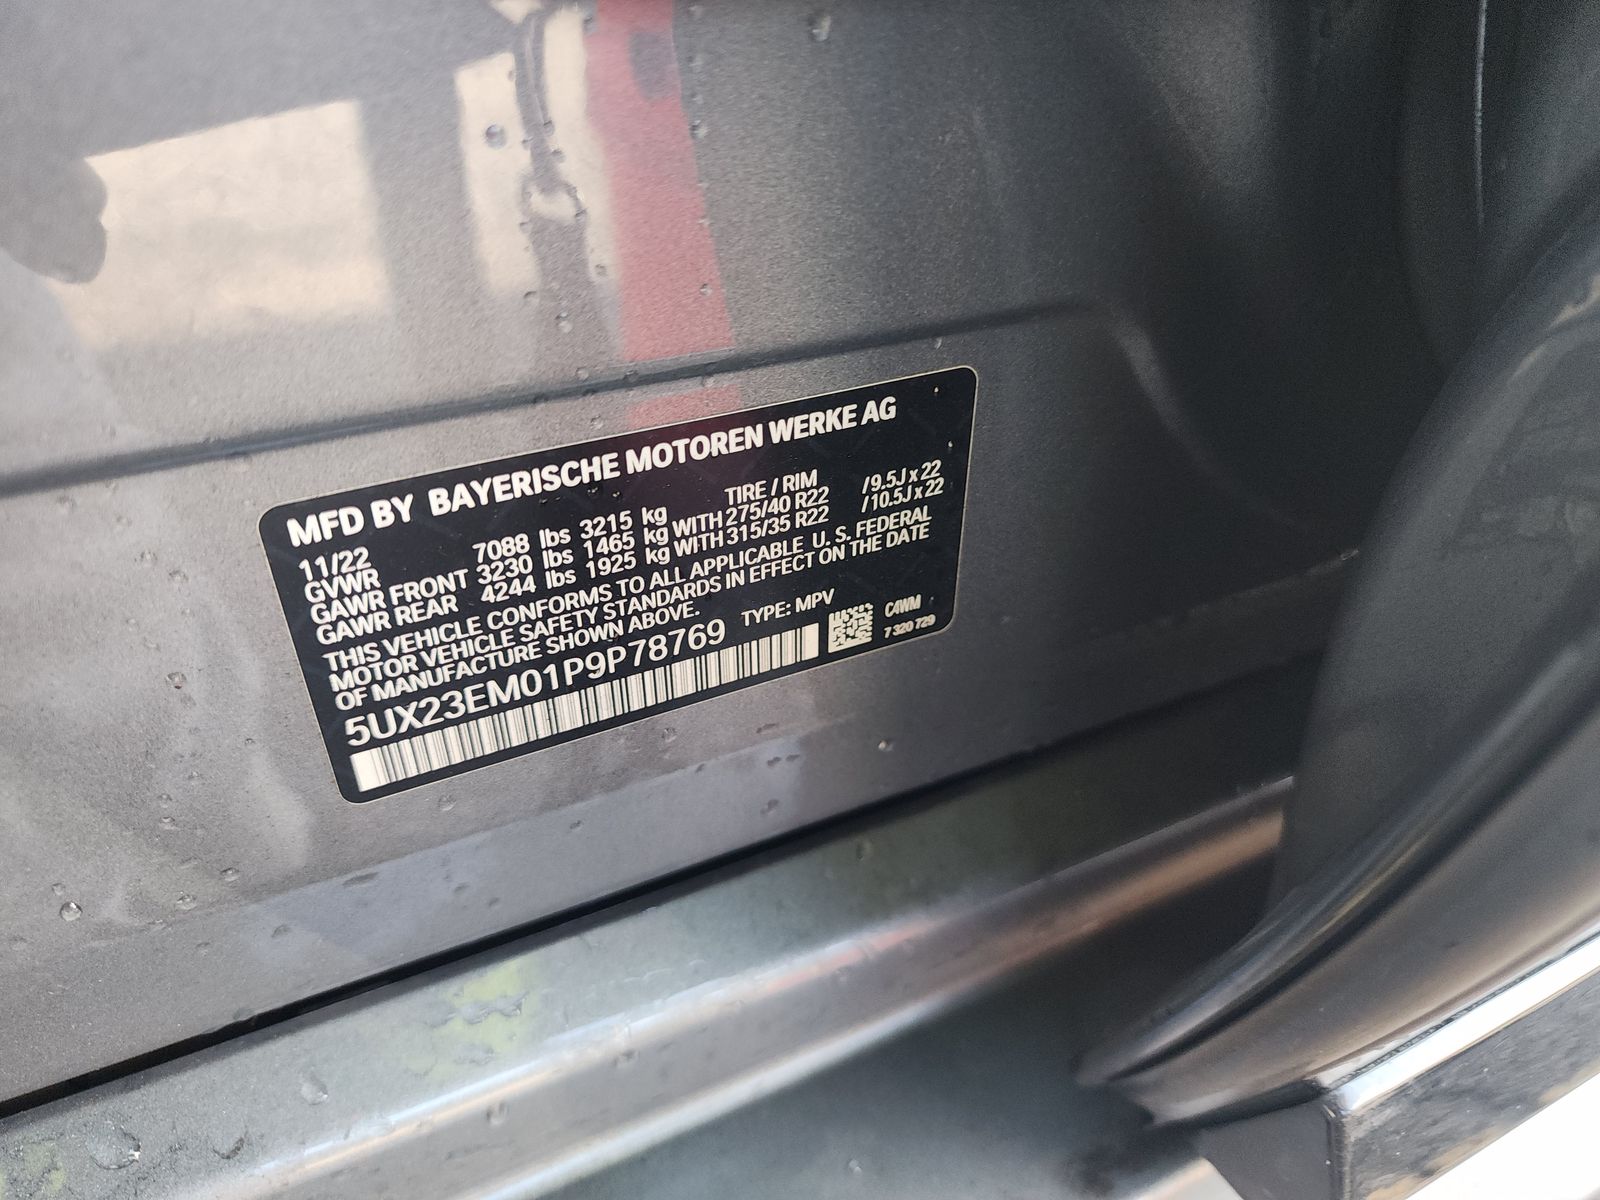 MFD BY BAYERISCHE MOTOREN WERKE AG
11/22 TIRE / RIM
GVWR 7088 lbs 3215 kg
GAWR FRONT 3230 lbs 1465 kg WITH 275/40 R22 /9.5J x 22
GAWR REAR 4244 lbs 1925 kg WITH 315/35 R22 /10.5J x 22
THIS VEHICLE CONFORMS TO ALL APPLICABLE U. S. FEDERAL
MOTOR VEHICLE SAFETY STANDARDS IN EFFECT ON THE DATE
OF MANUFACTURE SHOWN ABOVE.
5UX23EM01P9P78769 TYPE: MPV
C4WM
7 320 729